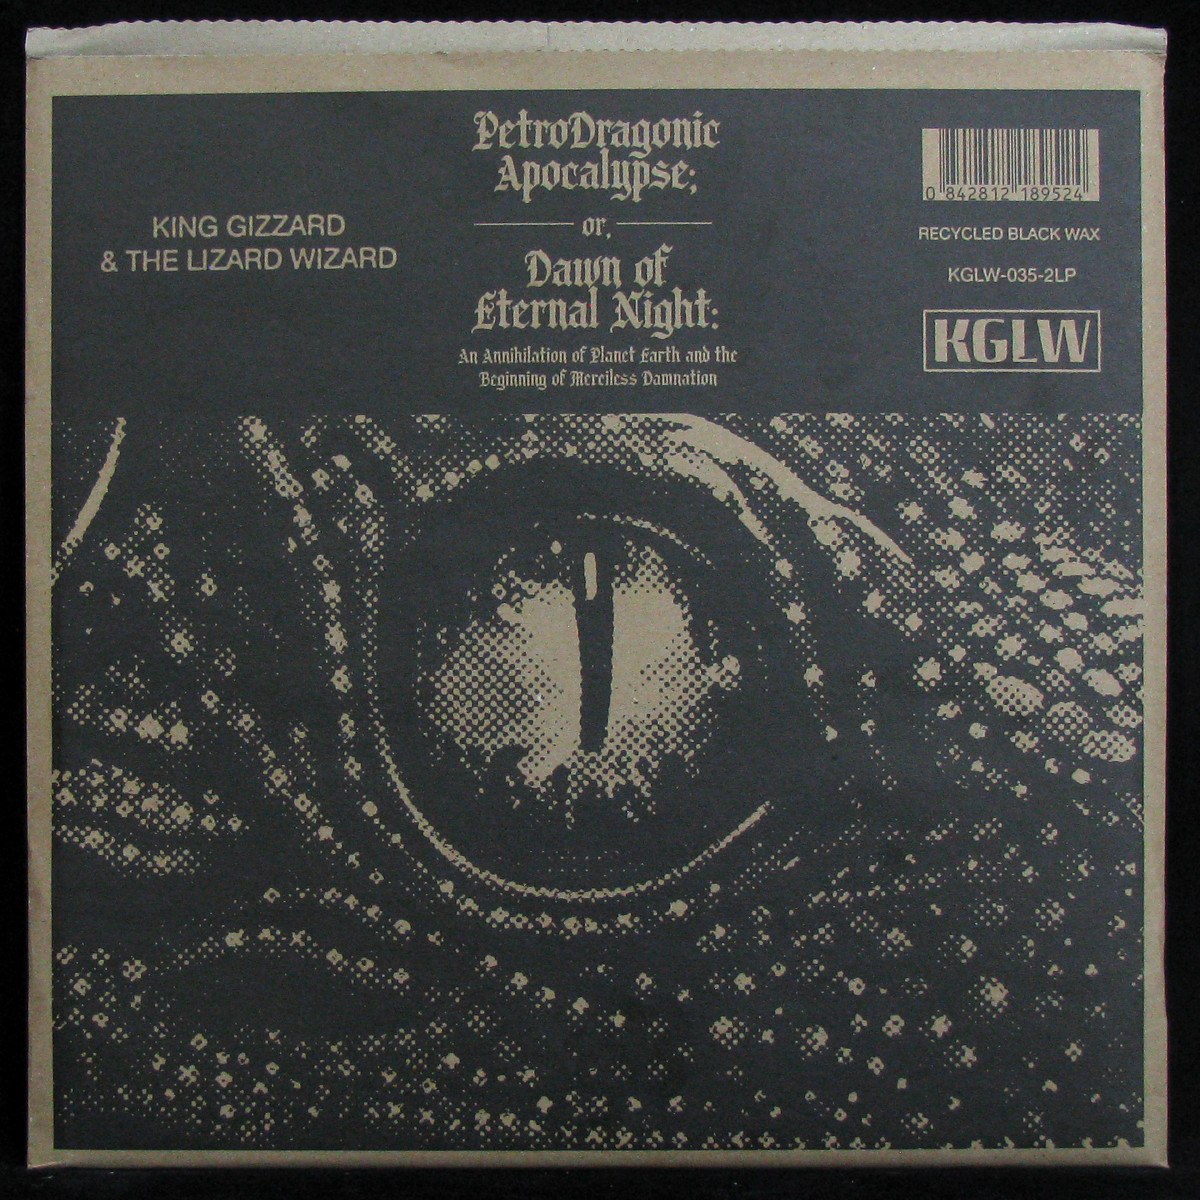 PetroDragonic
Apocalypse;
or,
Dawn of
Eternal Night:
An Annihilation of Planet Earth and the
Beginning of Merciless Damnation
KING GIZZARD
& THE LIZARD WIZARD
0 842812 189524
RECYCLED BLACK WAX
KGLW-035-2LP
KGLW